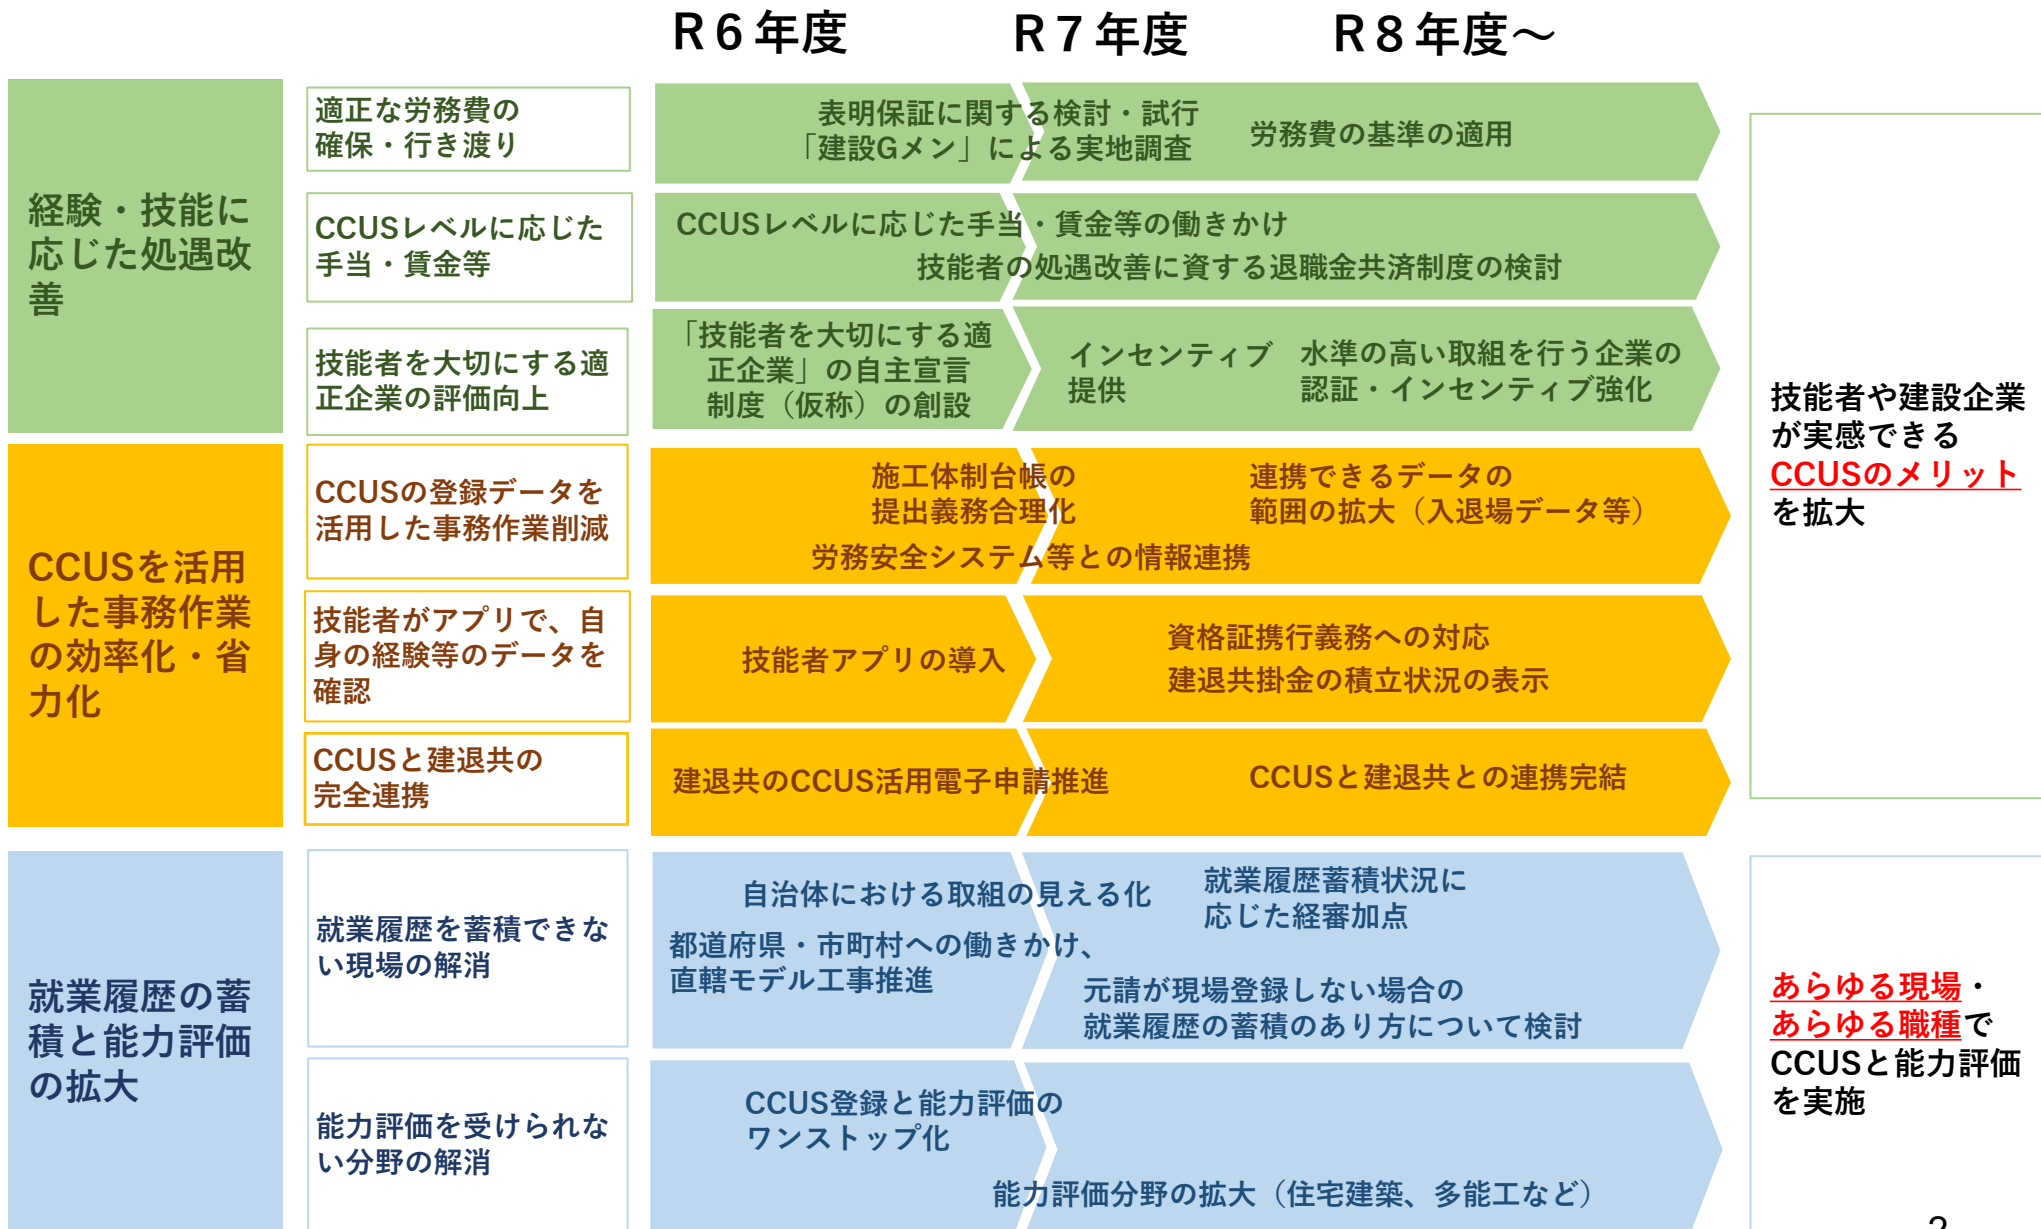 R６年度
R７年度
R８年度～
経験・技能に
応じた処遇改
善
適正な労務費の
確保・行き渡り
表明保証に関する検討・試行
「建設Gメン」による実地調査
労務費の基準の適用
CCUSレベルに応じた
手当・賃金等
CCUSレベルに応じた手当・賃金等の働きかけ
技能者の処遇改善に資する退職金共済制度の検討
技能者を大切にする適
正企業の評価向上
「技能者を大切にする適
正企業」の自主宣言
制度（仮称）の創設
インセンティブ
提供
水準の高い取組を行う企業の
認証・インセンティブ強化
技能者や建設企業
が実感できる
CCUSのメリット
を拡大
CCUSを活用
した事務作業
の効率化・省
力化
CCUSの登録データを
活用した事務作業削減
施工体制台帳の
提出義務合理化
連携できるデータの
範囲の拡大（入退場データ等）
労務安全システム等との情報連携
技能者がアプリで、自
身の経験等のデータを
確認
技能者アプリの導入
資格証携行義務への対応
建退共掛金の積立状況の表示
CCUSと建退共の
完全連携
建退共のCCUS活用電子申請推進
CCUSと建退共との連携完結
就業履歴の蓄
積と能力評価
の拡大
就業履歴を蓄積できな
い現場の解消
自治体における取組の見える化
就業履歴蓄積状況に
応じた経審加点
都道府県・市町村への働きかけ、
直轄モデル工事推進
元請が現場登録しない場合の
就業履歴の蓄積のあり方について検討
能力評価を受けられな
い分野の解消
CCUS登録と能力評価の
ワンストップ化
能力評価分野の拡大（住宅建築、多能工など）
あらゆる現場・
あらゆる職種で
CCUSと能力評価
を実施